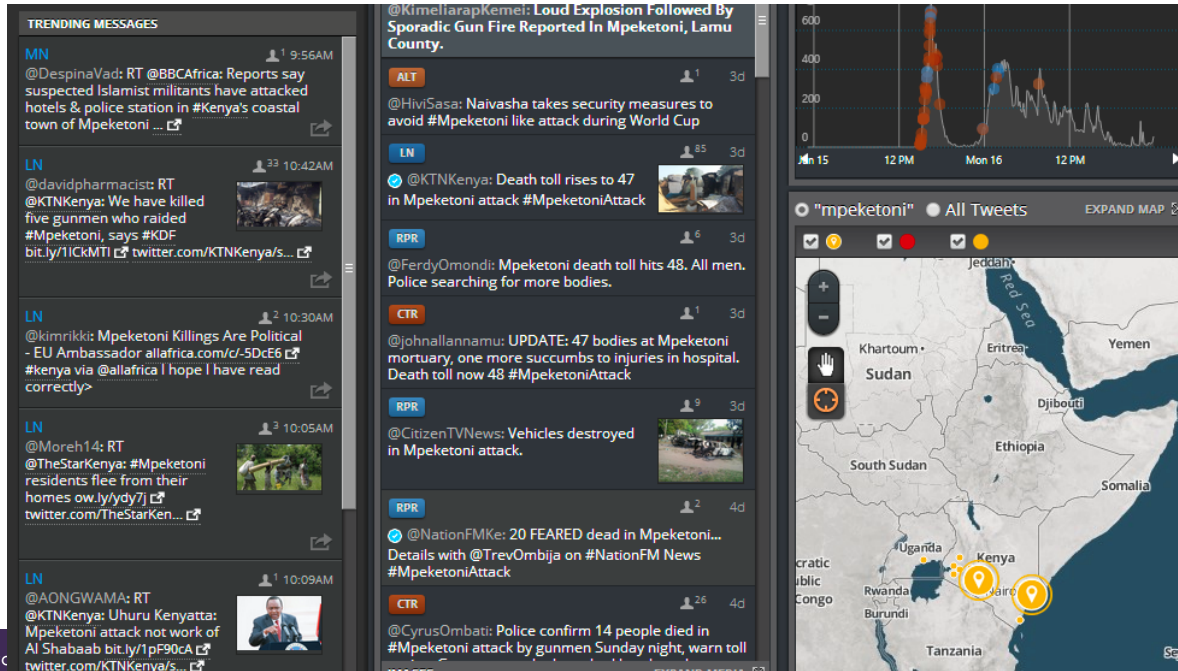 TRENDING MESSAGES
MN 1 9:56AM
@DespinaVad: RT @BBCAfrica: Reports say
suspected Islamist militants have attacked
hotels & police station in #Kenya's coastal
town of Mpeketoni ...
LN 33 10:42AM
@davidpharmacist: RT
@KTNKenya: We have killed
five gunmen who raided
#Mpeketoni, says #KDF
bit.ly/1lCkMTl twitter.com/KTNKenya/s...
LN 2 10:30AM
@kimrikki: Mpeketoni Killings Are Political
- EU Ambassador allafrica.com/c/-5DcE6
#kenya via @allafrica I hope I have read
correctly>
LN 3 10:05AM
@Moreh14: RT
@TheStarKenya: #Mpeketoni
residents flee from their
homes ow.ly/ydy7j
twitter.com/TheStarKen...
LN 1 10:09AM
@AONGWAMA: RT
@KTNKenya: Uhuru Kenyatta:
Mpeketoni attack not work of
Al Shabaab bit.ly/1pF90cA
twitter.com/KTNKenya/s...
@KimeliarapKemei: Loud Explosion Followed By
Sporadic Gun Fire Reported In Mpeketoni, Lamu
County.
ALT 1 3d
@HiviSasa: Naivasha takes security measures to
avoid #Mpeketoni like attack during World Cup
LN 85 3d
@KTNKenya: Death toll rises to 47
in Mpeketoni attack #MpeketoniAttack
RPR 6 3d
@FerdyOmondi: Mpeketoni death toll hits 48. All men.
Police searching for more bodies.
CTR 1 3d
@johnallannamu: UPDATE: 47 bodies at Mpeketoni
mortuary, one more succumbs to injuries in hospital.
Death toll now 48 #MpeketoniAttack
RPR 9 3d
@CitizenTVNews: Vehicles destroyed
in Mpeketoni attack.
RPR 2 4d
@NationFMKe: 20 FEARED dead in Mpeketoni...
Details with @TrevOmbija on #NationFM News
#MpeketoniAttack
CTR 26 4d
@CyrusOmbati: Police confirm 14 people died in
#Mpeketoni attack by gunmen Sunday night, warn toll
600
400
200
0
Jun 15 12 PM Mon 16 12 PM
"mpeketoni" All Tweets EXPAND MAP
Jeddah
Red Sea
Khartoum
Eritrea
Yemen
Sudan
Djibouti
Ethiopia
South Sudan
Somalia
Uganda
Kenya
cratic
ublic
Congo
Rwanda
Nairo
Burundi
Tanzania
Se